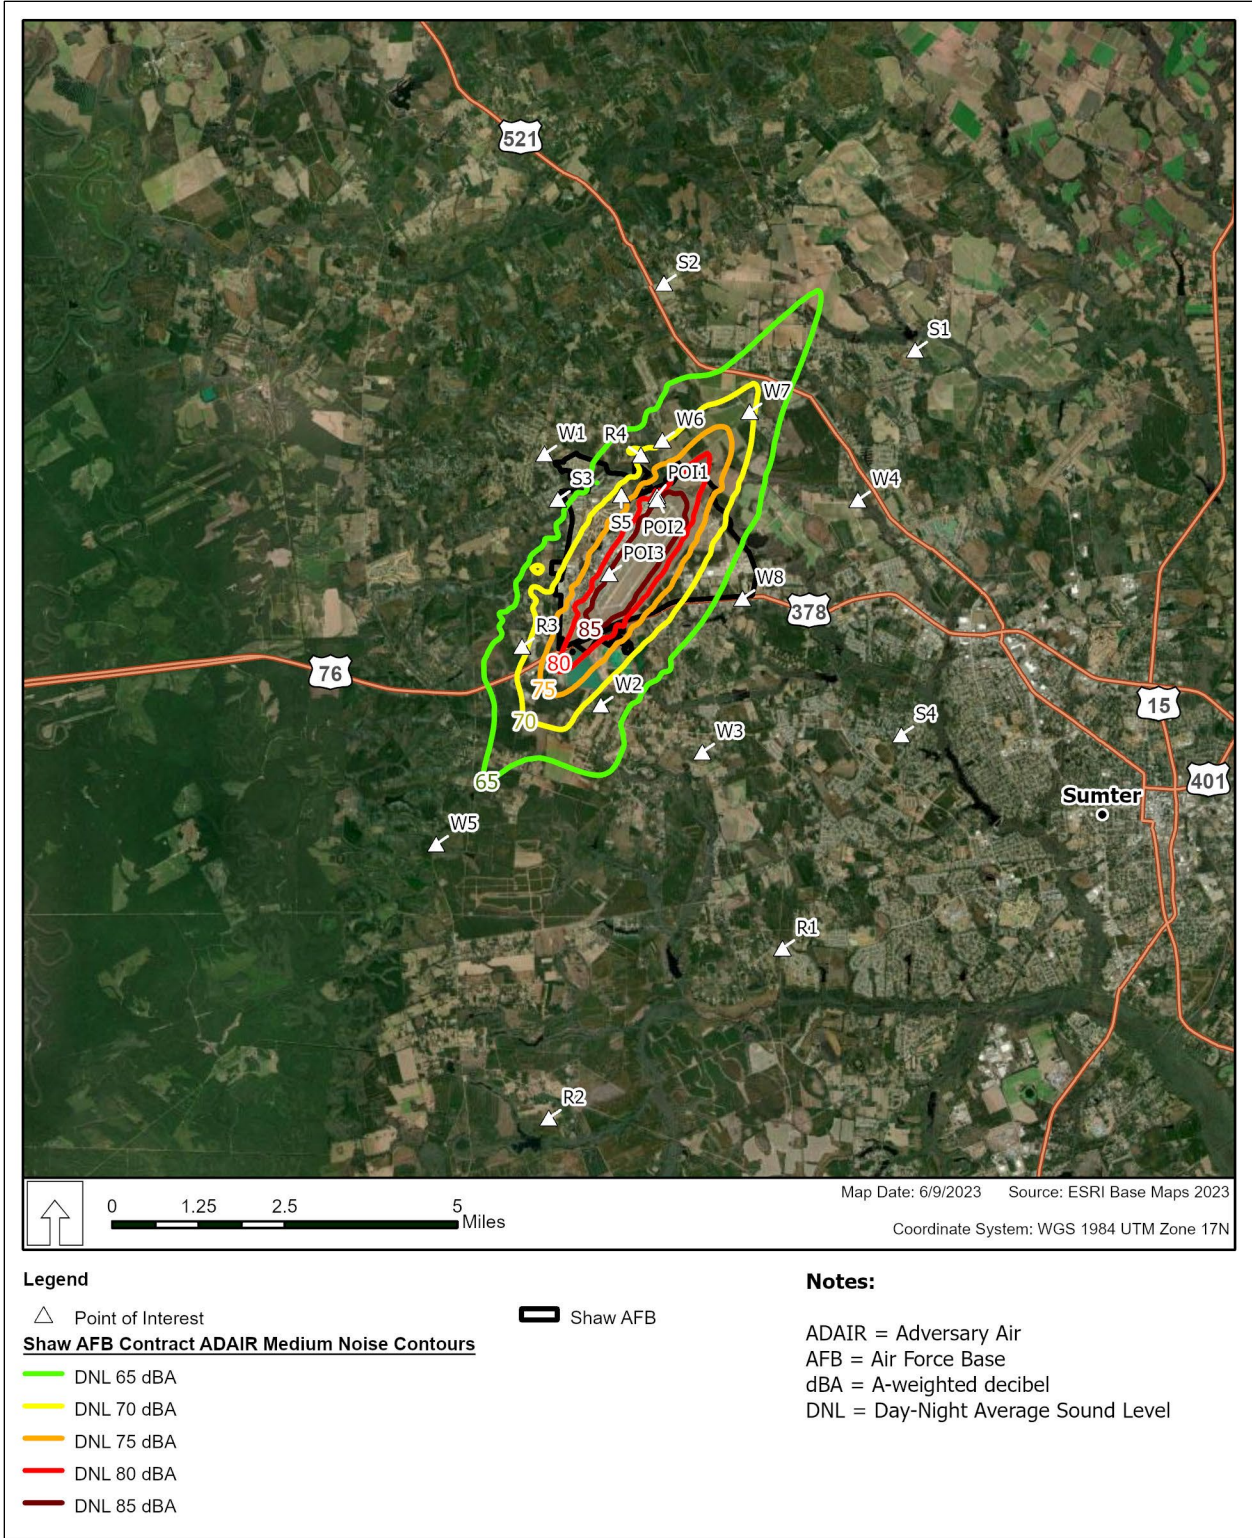 521
S2
S1
W7
W6
R4
W1
POI1
S3
W4
S5
POI2
POI3
W8
378
R3
85
80
76
75
W2
15
70
S4
W3
65
401
Sumter
W5
R1
R2
Map Date: 6/9/2023 Source: ESRI Base Maps 2023
0 1.25 2.5 5
Miles
Coordinate System: WGS 1984 UTM Zone 17N
Legend
Point of Interest
Shaw AFB
Shaw AFB Contract ADAIR Medium Noise Contours
DNL 65 dBA
DNL 70 dBA
DNL 75 dBA
DNL 80 dBA
DNL 85 dBA
Notes:
ADAIR = Adversary Air
AFB = Air Force Base
dBA = A-weighted decibel
DNL = Day-Night Average Sound Level